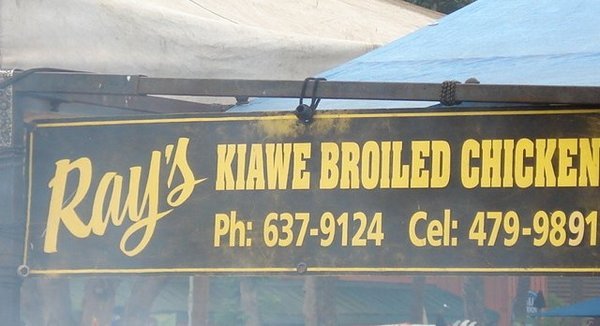 Ray's
KIAWE BROILED CHICKEN
Ph: 637-9124 Cel: 479-9891